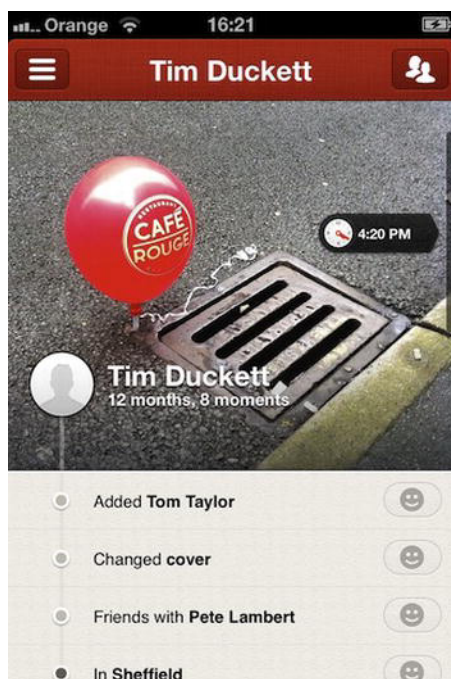 Orange 16:21
Tim Duckett
RESTAURANT
CAFÉ
ROUGE
4:20 PM
Tim Duckett
12 months, 8 moments
Added Tom Taylor
Changed cover
Friends with Pete Lambert
In Sheffield